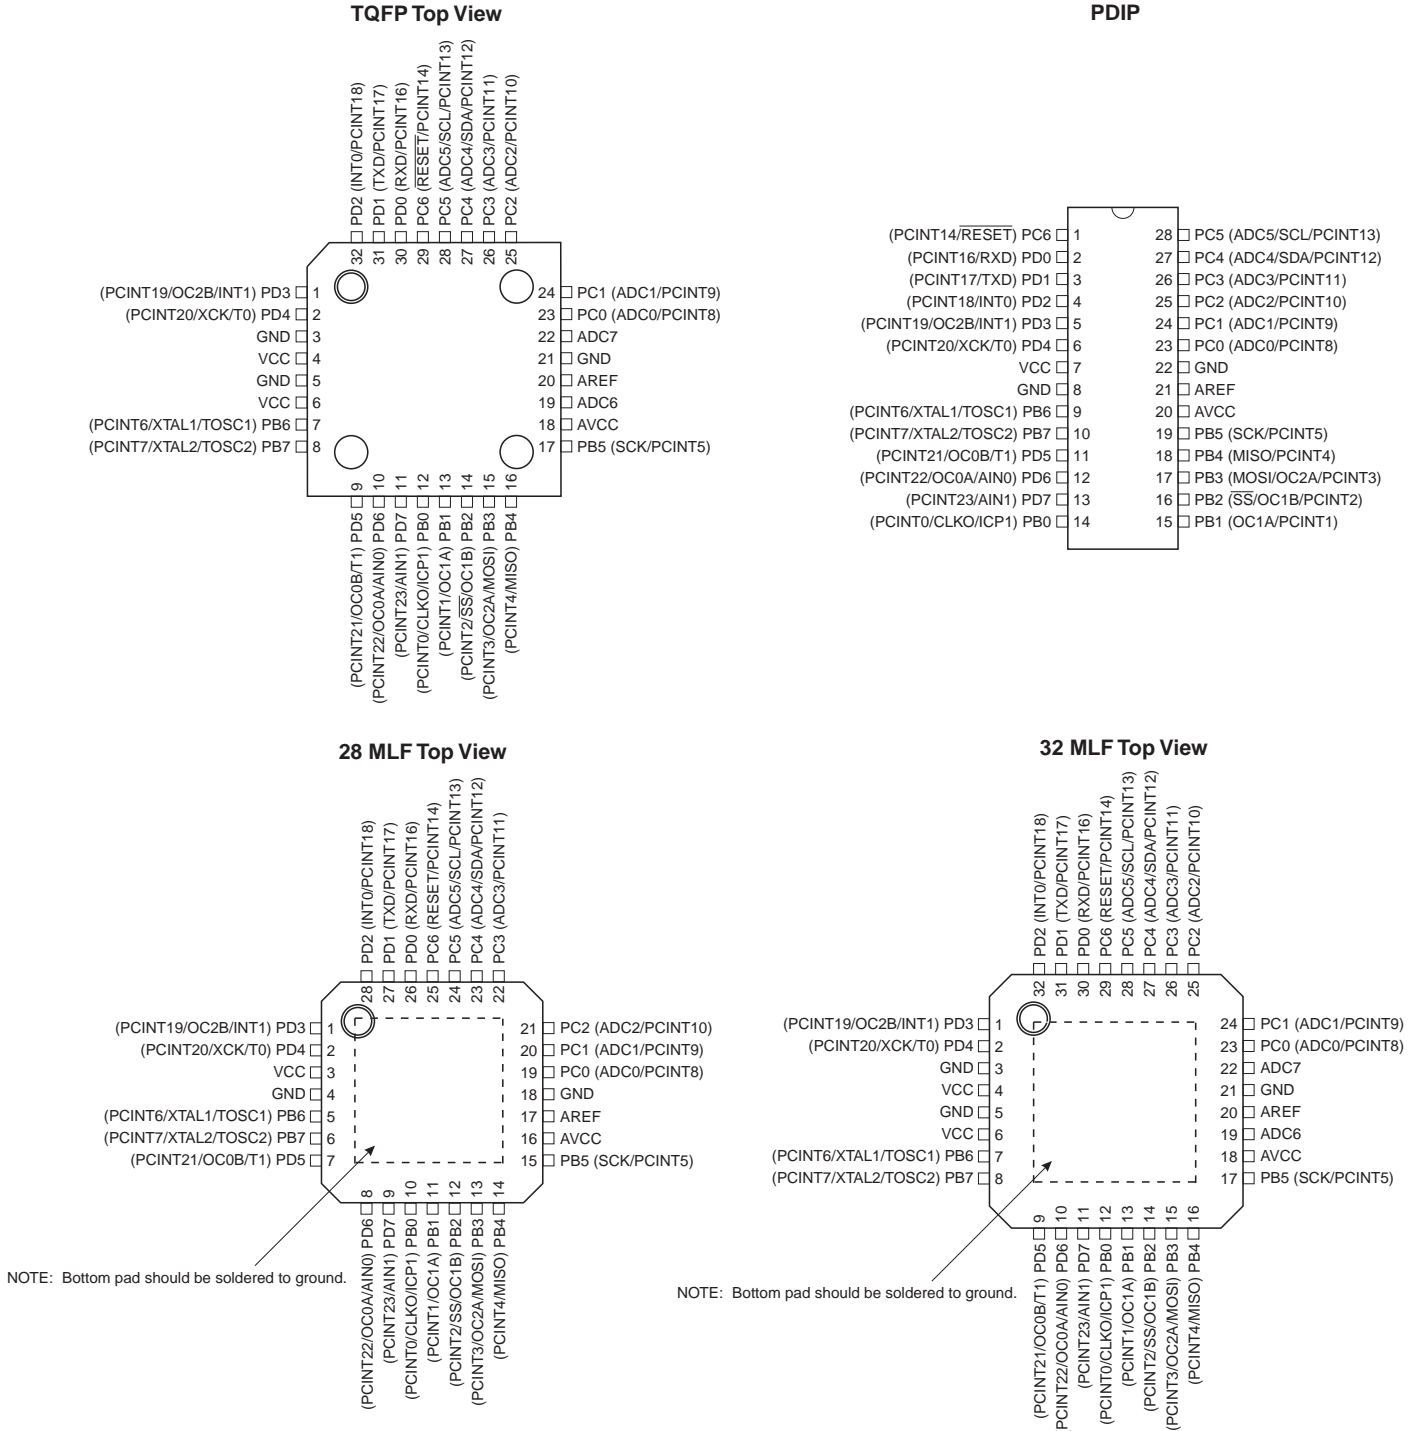 TQFP Top View
PD2 (INT0/PCINT18)
PD1 (TXD/PCINT17)
PD0 (RXD/PCINT16)
PC6 (RESET/PCINT14)
PC5 (ADC5/SCL/PCINT13)
PC4 (ADC4/SDA/PCINT12)
PC3 (ADC3/PCINT11)
PC2 (ADC2/PCINT10)
32
31
30
29
28
27
26
25
(PCINT19/OC2B/INT1) PD3 1
(PCINT20/XCK/T0) PD4 2
GND 3
VCC 4
GND 5
VCC 6
(PCINT6/XTAL1/TOSC1) PB6 7
(PCINT7/XTAL2/TOSC2) PB7 8
24 PC1 (ADC1/PCINT9)
23 PC0 (ADC0/PCINT8)
22 ADC7
21 GND
20 AREF
19 ADC6
18 AVCC
17 PB5 (SCK/PCINT5)
9
10
11
12
13
14
15
16
(PCINT21/OC0B/T1) PD5
(PCINT22/OC0A/AIN0) PD6
(PCINT23/AIN1) PD7
(PCINT0/CLKO/ICP1) PB0
(PCINT1/OC1A) PB1
(PCINT2/SS/OC1B) PB2
(PCINT3/OC2A/MOSI) PB3
(PCINT4/MISO) PB4
PDIP
(PCINT14/RESET) PC6 1
(PCINT16/RXD) PD0 2
(PCINT17/TXD) PD1 3
(PCINT18/INT0) PD2 4
(PCINT19/OC2B/INT1) PD3 5
(PCINT20/XCK/T0) PD4 6
VCC 7
GND 8
(PCINT6/XTAL1/TOSC1) PB6 9
(PCINT7/XTAL2/TOSC2) PB7 10
(PCINT21/OC0B/T1) PD5 11
(PCINT22/OC0A/AIN0) PD6 12
(PCINT23/AIN1) PD7 13
(PCINT0/CLKO/ICP1) PB0 14
28 PC5 (ADC5/SCL/PCINT13)
27 PC4 (ADC4/SDA/PCINT12)
26 PC3 (ADC3/PCINT11)
25 PC2 (ADC2/PCINT10)
24 PC1 (ADC1/PCINT9)
23 PC0 (ADC0/PCINT8)
22 GND
21 AREF
20 AVCC
19 PB5 (SCK/PCINT5)
18 PB4 (MISO/PCINT4)
17 PB3 (MOSI/OC2A/PCINT3)
16 PB2 (SS/OC1B/PCINT2)
15 PB1 (OC1A/PCINT1)
28 MLF Top View
PD2 (INT0/PCINT18)
PD1 (TXD/PCINT17)
PD0 (RXD/PCINT16)
PC6 (RESET/PCINT14)
PC5 (ADC5/SCL/PCINT13)
PC4 (ADC4/SDA/PCINT12)
PC3 (ADC3/PCINT11)
28
27
26
25
24
23
22
(PCINT19/OC2B/INT1) PD3 1
(PCINT20/XCK/T0) PD4 2
VCC 3
GND 4
(PCINT6/XTAL1/TOSC1) PB6 5
(PCINT7/XTAL2/TOSC2) PB7 6
(PCINT21/OC0B/T1) PD5 7
21 PC2 (ADC2/PCINT10)
20 PC1 (ADC1/PCINT9)
19 PC0 (ADC0/PCINT8)
18 GND
17 AREF
16 AVCC
15 PB5 (SCK/PCINT5)
8
9
10
11
12
13
14
(PCINT22/OC0A/AIN0) PD6
(PCINT23/AIN1) PD7
(PCINT0/CLKO/ICP1) PB0
(PCINT1/OC1A) PB1
(PCINT2/SS/OC1B) PB2
(PCINT3/OC2A/MOSI) PB3
(PCINT4/MISO) PB4
NOTE: Bottom pad should be soldered to ground.
32 MLF Top View
PD2 (INT0/PCINT18)
PD1 (TXD/PCINT17)
PD0 (RXD/PCINT16)
PC6 (RESET/PCINT14)
PC5 (ADC5/SCL/PCINT13)
PC4 (ADC4/SDA/PCINT12)
PC3 (ADC3/PCINT11)
PC2 (ADC2/PCINT10)
32
31
30
29
28
27
26
25
(PCINT19/OC2B/INT1) PD3 1
(PCINT20/XCK/T0) PD4 2
GND 3
VCC 4
GND 5
VCC 6
(PCINT6/XTAL1/TOSC1) PB6 7
(PCINT7/XTAL2/TOSC2) PB7 8
24 PC1 (ADC1/PCINT9)
23 PC0 (ADC0/PCINT8)
22 ADC7
21 GND
20 AREF
19 ADC6
18 AVCC
17 PB5 (SCK/PCINT5)
9
10
11
12
13
14
15
16
(PCINT21/OC0B/T1) PD5
PCINT22/OC0A/AIN0) PD6
(PCINT23/AIN1) PD7
(PCINT0/CLKO/ICP1) PB0
(PCINT1/OC1A) PB1
(PCINT2/SS/OC1B) PB2
(PCINT3/OC2A/MOSI) PB3
(PCINT4/MISO) PB4
NOTE: Bottom pad should be soldered to ground.